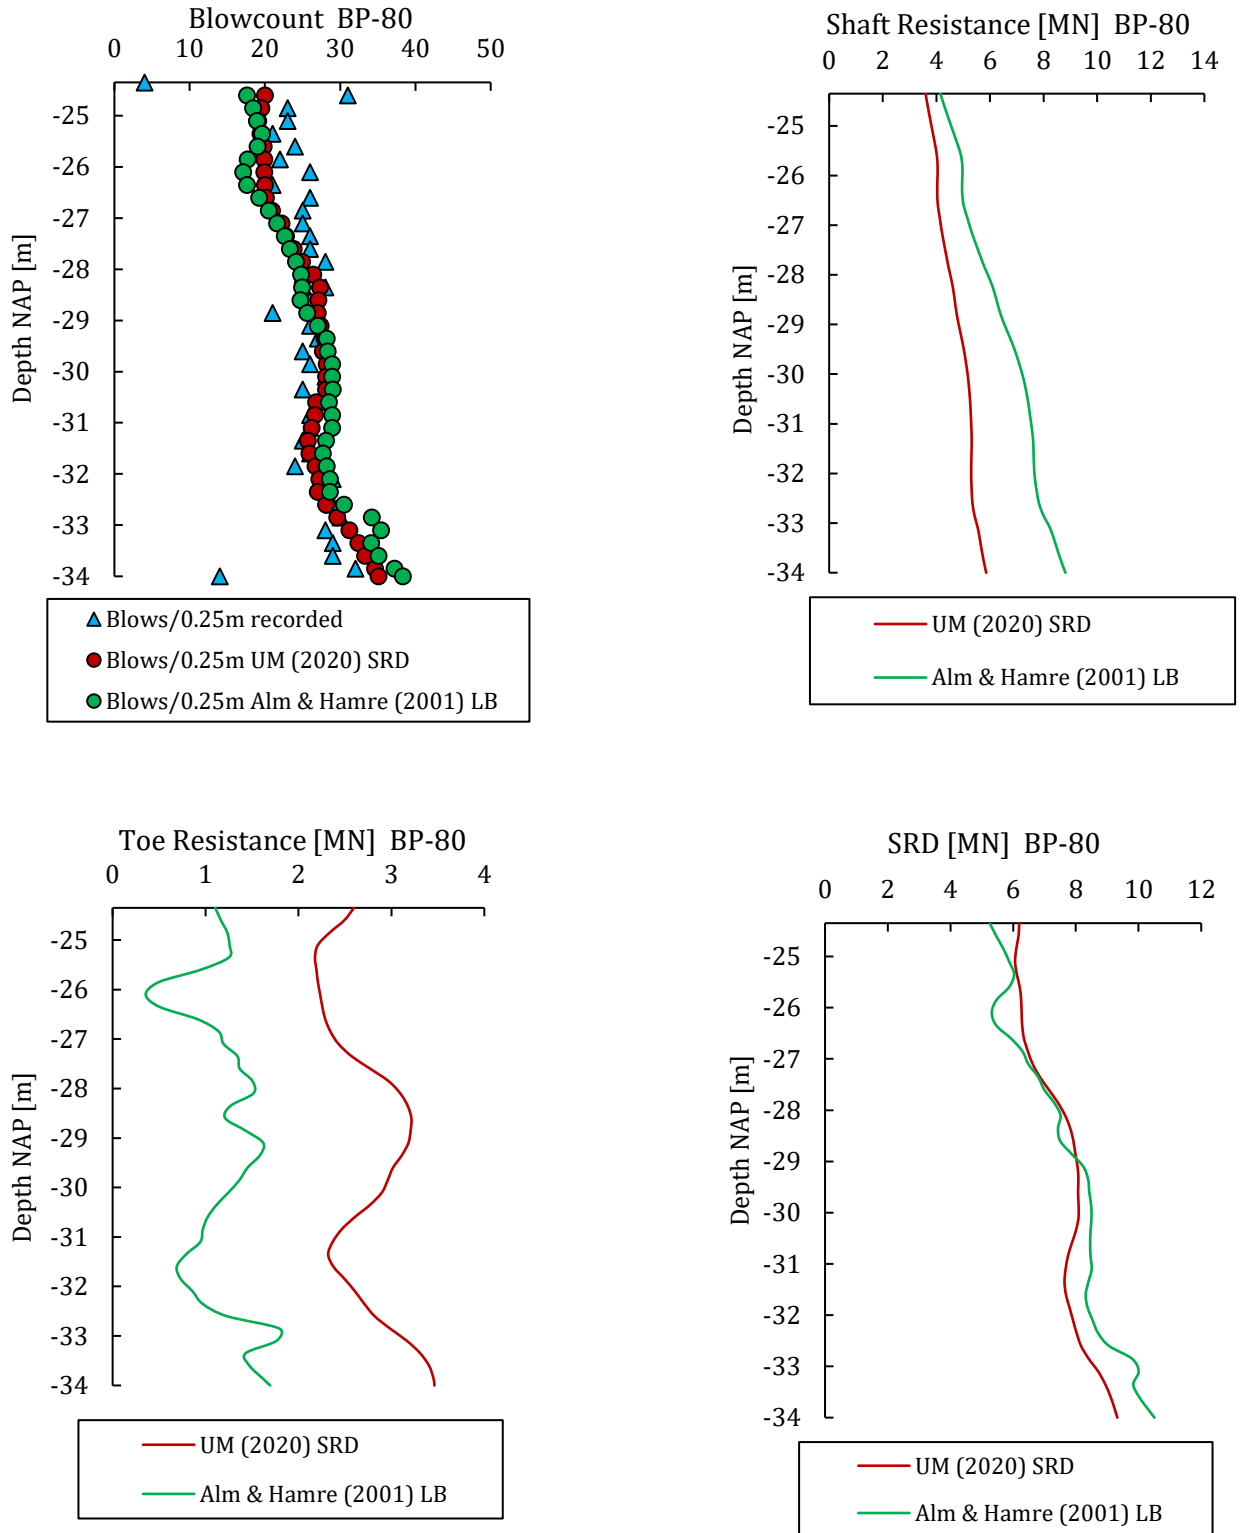 Blowcount BP-80
0 10 20 30 40 50
-25
-26
-27
-28
-29
-30
-31
-32
-33
-34
Depth NAP [m]
Blows/0.25m recorded
Blows/0.25m UM (2020) SRD
Blows/0.25m Alm & Hamre (2001) LB
Shaft Resistance [MN] BP-80
0 2 4 6 8 10 12 14
-25
-26
-27
-28
-29
-30
-31
-32
-33
-34
Depth NAP [m]
UM (2020) SRD
Alm & Hamre (2001) LB
Toe Resistance [MN] BP-80
0 1 2 3 4
-25
-26
-27
-28
-29
-30
-31
-32
-33
-34
Depth NAP [m]
UM (2020) SRD
Alm & Hamre (2001) LB
SRD [MN] BP-80
0 2 4 6 8 10 12
-25
-26
-27
-28
-29
-30
-31
-32
-33
-34
Depth NAP [m]
UM (2020) SRD
Alm & Hamre (2001) LB